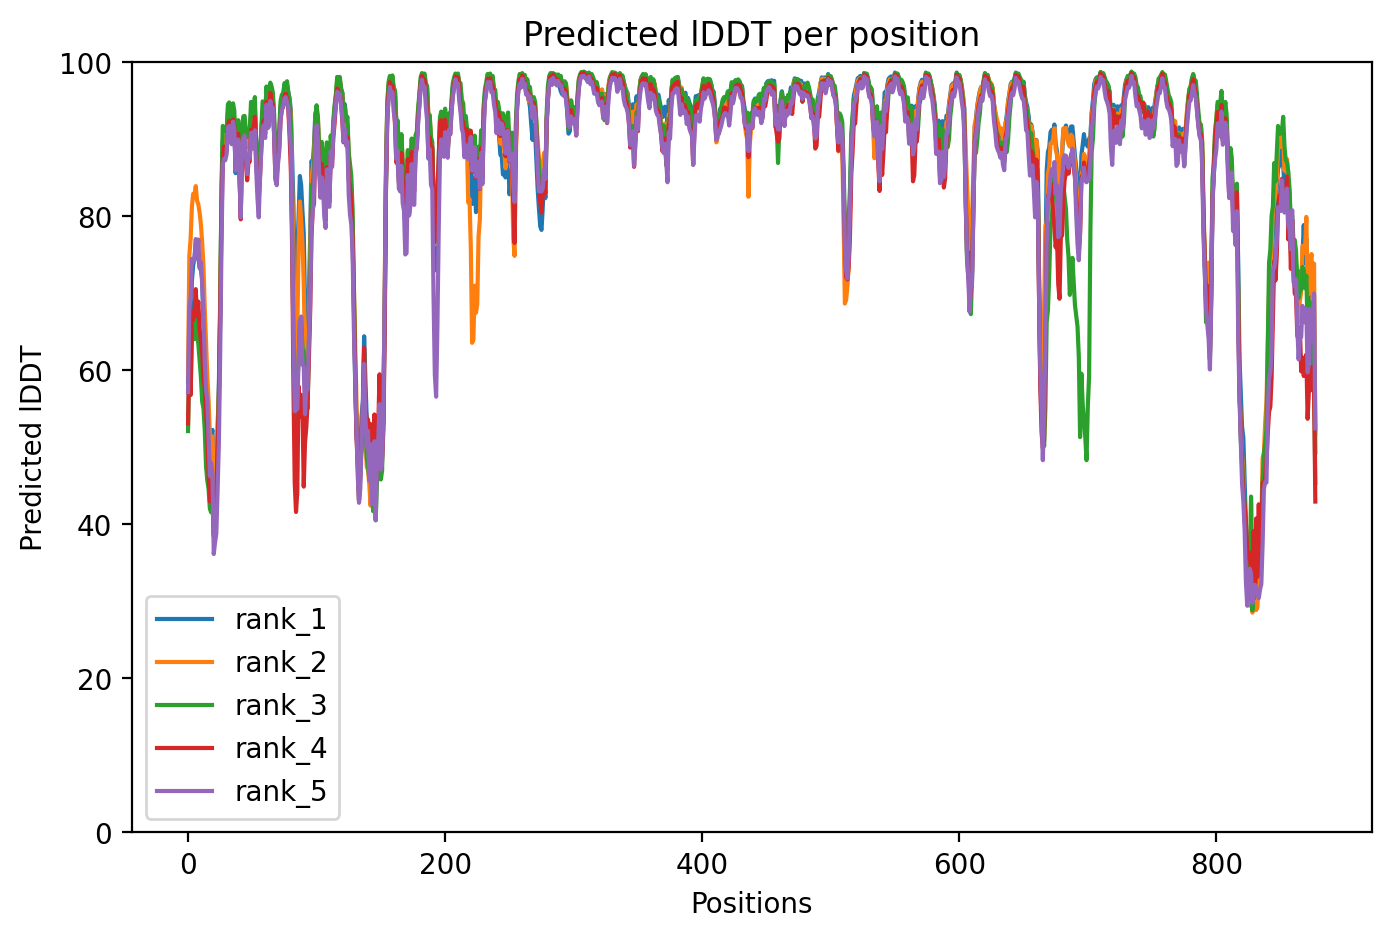 Predicted lDDT per position
100
80
60
40
20
0
Predicted lDDT
rank_1
rank_2
rank_3
rank_4
rank_5
0 200 400 600 800
Positions